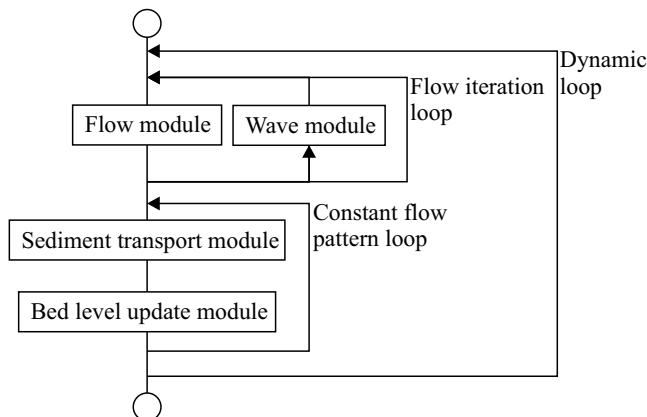 Dynamic
loop
Flow iteration
loop
Flow module
Wave module
Constant flow
pattern loop
Sediment transport module
Bed level update module